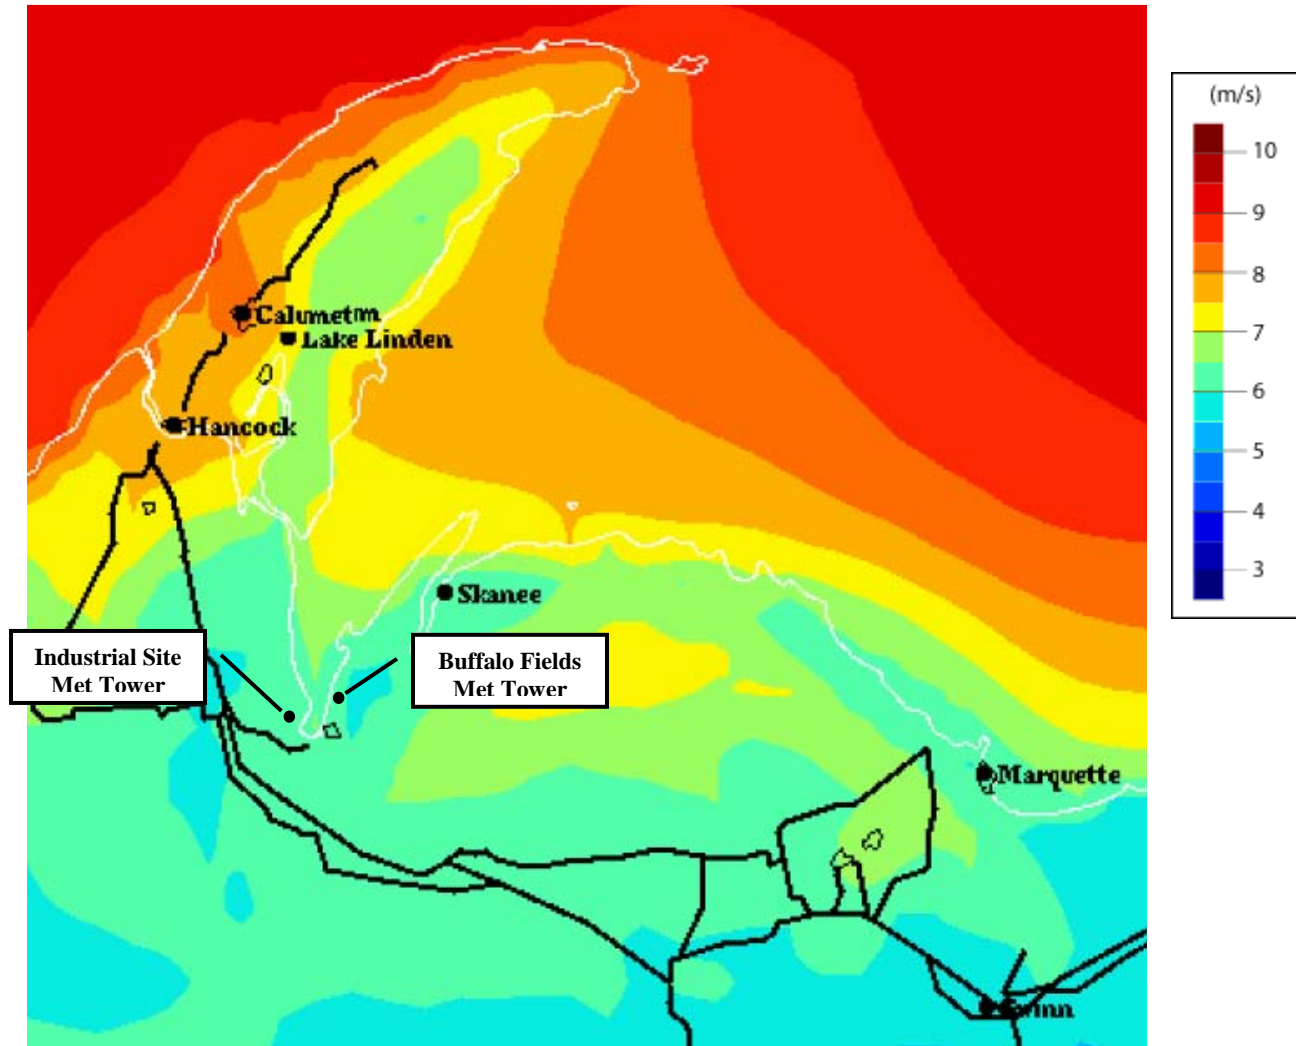 (m/s)
10
9
8
7
6
5
4
3
Calumetm
Lake Linden
Hancock
Skanee
Industrial Site
Met Tower
Buffalo Fields
Met Tower
Marquette